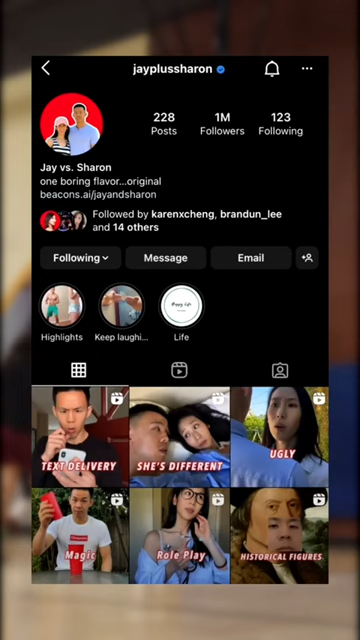 jayplussharon
228
1M
123
Posts
Followers
Following
Jay vs. Sharon
one boring flavor...original
beacons.ai/jayandsharon
Followed by karenxcheng, brandun_lee
and 14 others
Following
Message
Email
Highlights
Keep laughi...
Life
TEXT DELIVERY
SHE'S DIFFERENT
UGLY
Magic
Role Play
HISTORICAL FIGURES